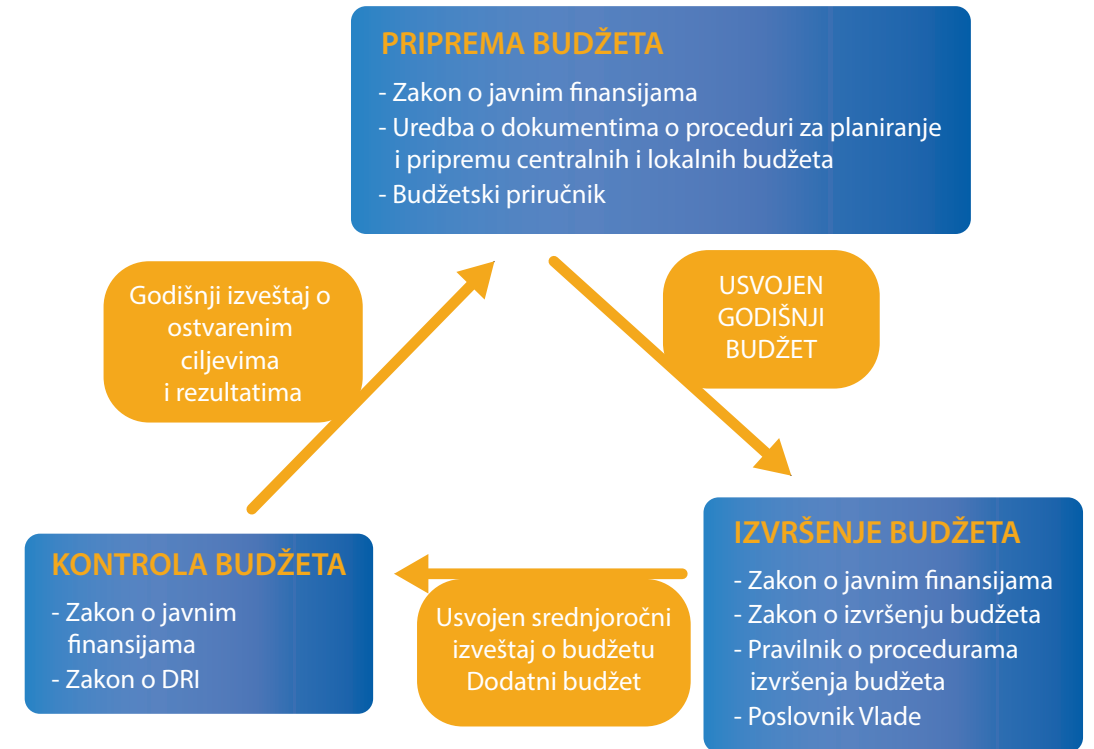 PRIPREMA BUDŽETA
- Zakon o javnim finansijama
- Uredba o dokumentima o proceduri za planiranje
i pripremu centralnih i lokalnih budžeta
- Budžetski priručnik
Godišnji izveštaj o
ostvarenim
ciljevima
i rezultatima
USVOJEN
GODIŠNJI
BUDŽET
KONTROLA BUDŽETA
- Zakon o javnim
finansijama
- Zakon o DRI
Usvojen srednjoročni
izveštaj o budžetu
Dodatni budžet
IZVRŠENJE BUDŽETA
- Zakon o javnim finansijama
- Zakon o izvršenju budžeta
- Pravilnik o procedurama
izvršenja budžeta
- Poslovnik Vlade